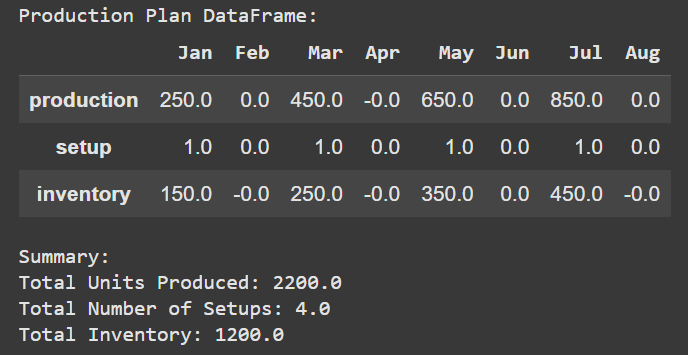 Production Plan DataFrame:
Jan Feb Mar Apr May Jun Jul Aug
production 250.0 0.0 450.0 -0.0 650.0 0.0 850.0 0.0
setup 1.0 0.0 1.0 0.0 1.0 0.0 1.0 0.0
inventory 150.0 -0.0 250.0 -0.0 350.0 0.0 450.0 -0.0
Summary:
Total Units Produced: 2200.0
Total Number of Setups: 4.0
Total Inventory: 1200.0